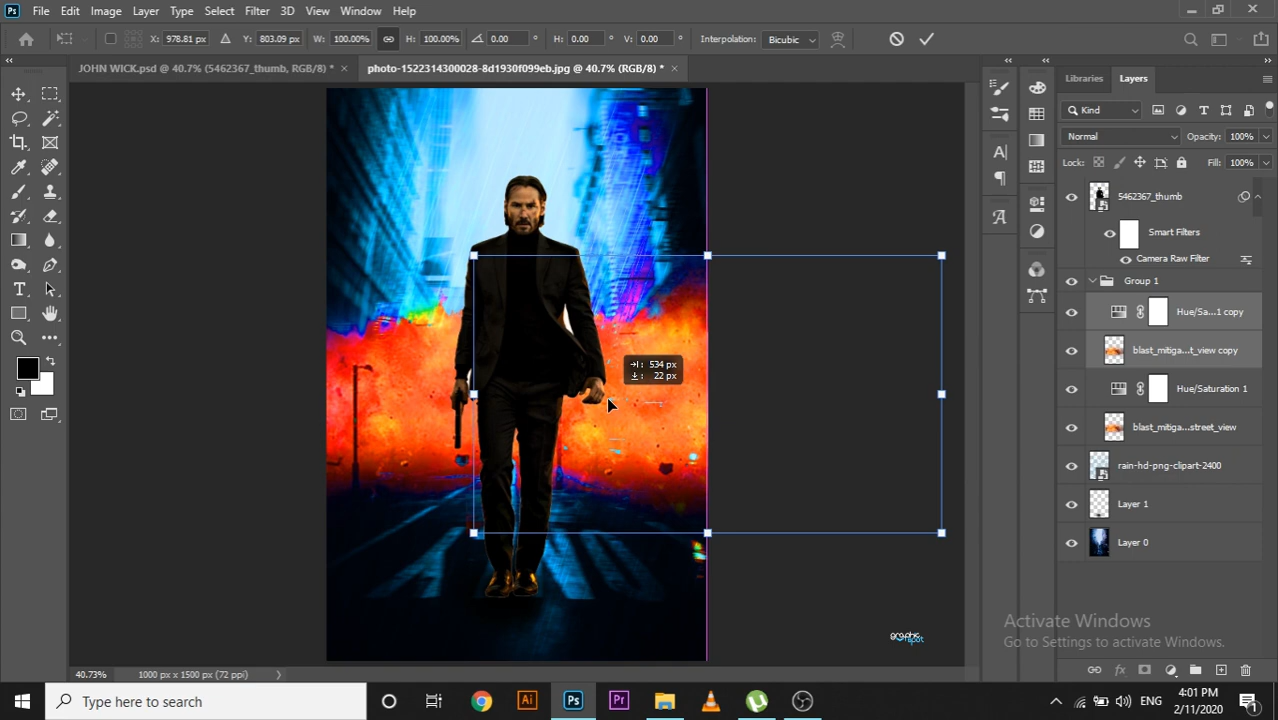 Ps File Edit Image Layer Type Select Filter 3D View Window Help
X: 978.81 px Y: 803.09 px W: 100.00% H: 100.00% 0.00 ° H: 0.00 ° V: 0.00 ° Interpolation: Bicubic
JOHN WICK.psd @ 40.7% (5462367_thumb, RGB/8) * × photo-1522314300028-8d1930f099eb.jpg @ 40.7% (RGB/8) * ×
Libraries Layers
Kind
Normal Opacity: 100%
Lock: Fill: 100%
5462367_thumb
Smart Filters
Camera Raw Filter
Group 1
Hue/Sa...1 copy
blast_mitiga...t_view copy
Hue/Saturation 1
blast_mitiga...street_view
rain-hd-png-clipart-2400
Layer 1
Layer 0
534 px
22 px
Activate Windows
Go to Settings to activate Windows.
40.73% 1000 px x 1500 px (72 ppi)
Type here to search
Ai Ps Pr
ENG
4:01 PM
2/11/2020
1